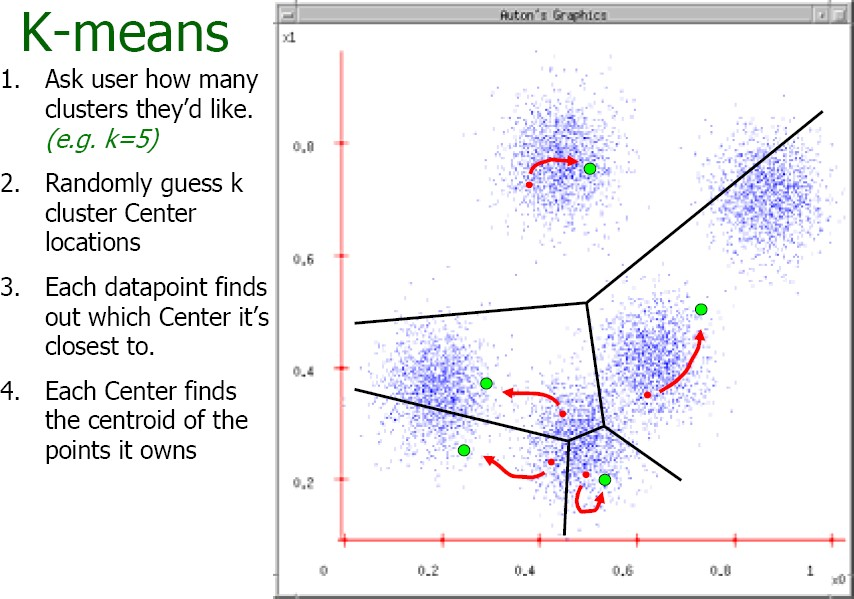 K-means
1. Ask user how many
clusters they’d like.
(e.g. k=5)
2. Randomly guess k
cluster Center
locations
3. Each datapoint finds
out which Center it’s
closest to.
4. Each Center finds
the centroid of the
points it owns
Auton's Graphics
x1
0.8
0.6
0.4
0.2
0 0.2 0.4 0.6 0.8 1
x0